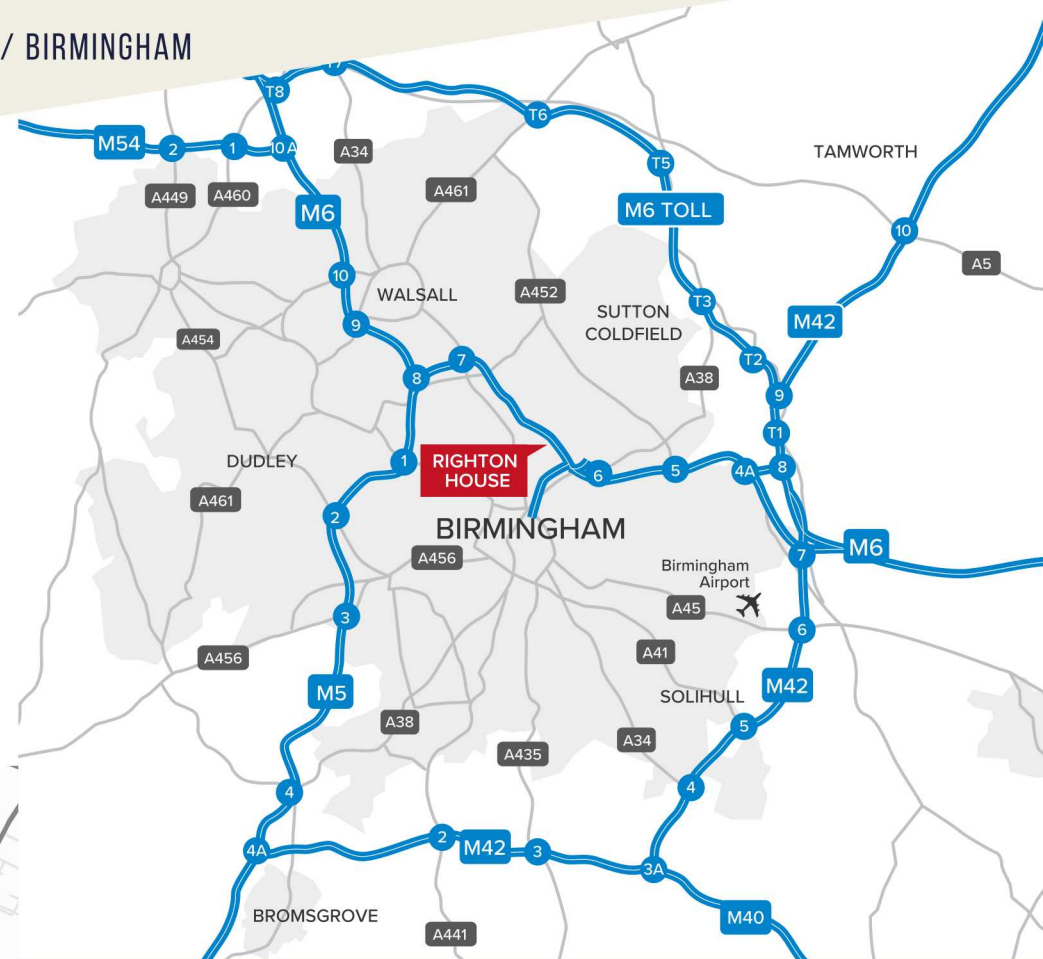 / BIRMINGHAM
T8
T7
T6
M54
2
1
10A
A34
T5
TAMWORTH
A449
A460
A461
M6
M6 TOLL
10
A5
10
WALSALL
A452
T3
SUTTON
COLDFIELD
M42
9
A454
7
T2
8
A38
9
T1
DUDLEY
1
RIGHTON
HOUSE
6
5
4A
8
A461
2
BIRMINGHAM
A456
7
M6
Birmingham
Airport
A45
3
6
A456
A41
M5
SOLIHULL
M42
A38
5
A435
A34
4
4
4A
2
M42
3
3A
BROMSGROVE
M40
A441